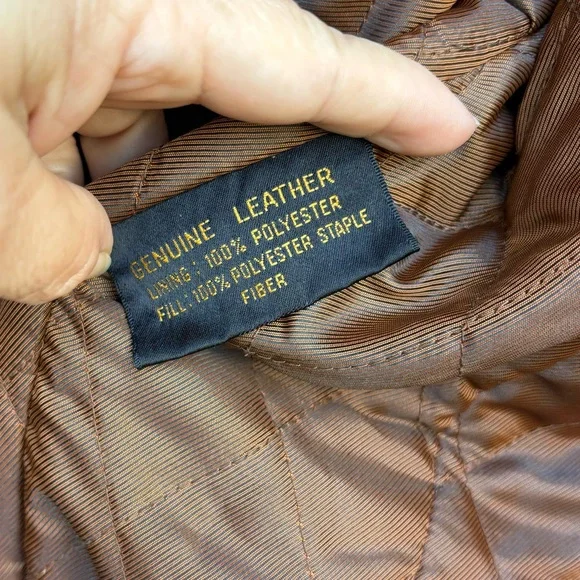 GENUINE LEATHER
LINING: 100% POLYESTER
FILL: 100% POLYESTER STAPLE
FIBER